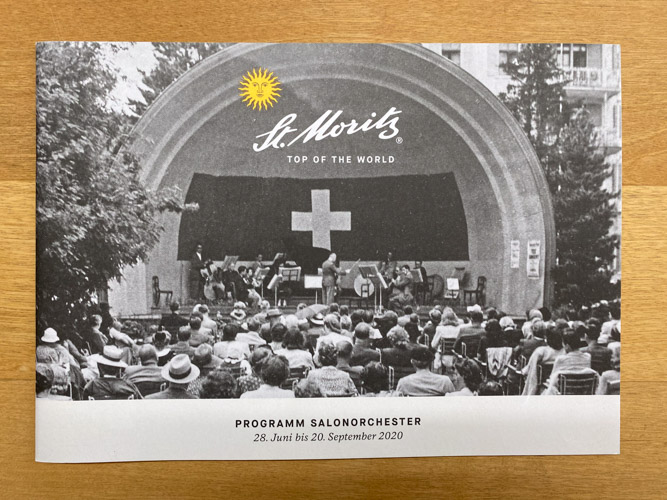 St. Moritz®
TOP OF THE WORLD
PROGRAMM SALONORCHESTER
28. Juni bis 20. September 2020